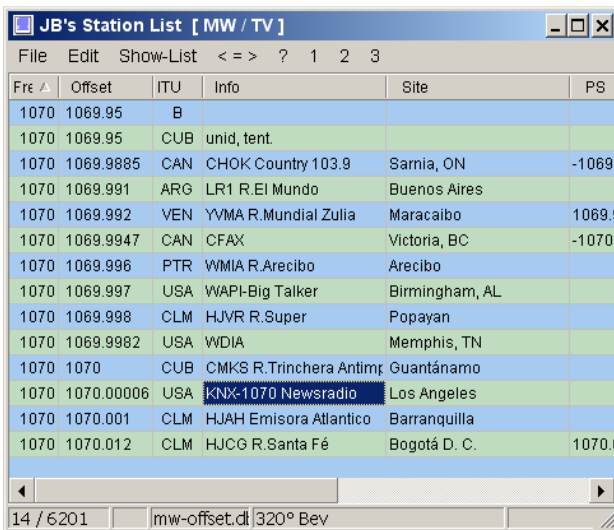 JB's Station List [ MW / TV ]
File Edit Show-List < = > ? 1 2 3
Fre Offset ITU Info Site PS
1070 1069.95 B
1070 1069.95 CUB unid, tent.
1070 1069.9885 CAN CHOK Country 103.9 Sarnia, ON -1069
1070 1069.991 ARG LR1 R.El Mundo Buenos Aires
1070 1069.992 VEN YVMA R.Mundial Zulia Maracaibo 1069.9
1070 1069.9947 CAN CFAX Victoria, BC -1070
1070 1069.996 PTR WMIA R.Arecibo Arecibo
1070 1069.997 USA WAPI-Big Talker Birmingham, AL
1070 1069.998 CLM HJVR R.Super Popayan
1070 1069.9982 USA WDIA Memphis, TN
1070 1070 CUB CMKS R.Trinchera Antimp Guantánamo
1070 1070.00006 USA KNX-1070 Newsradio Los Angeles
1070 1070.001 CLM HJAH Emisora Atlantico Barranquilla
1070 1070.012 CLM HJCG R.Santa Fé Bogotá D. C. 1070.0
14 / 6201 mw-offset.dt 320° Bev